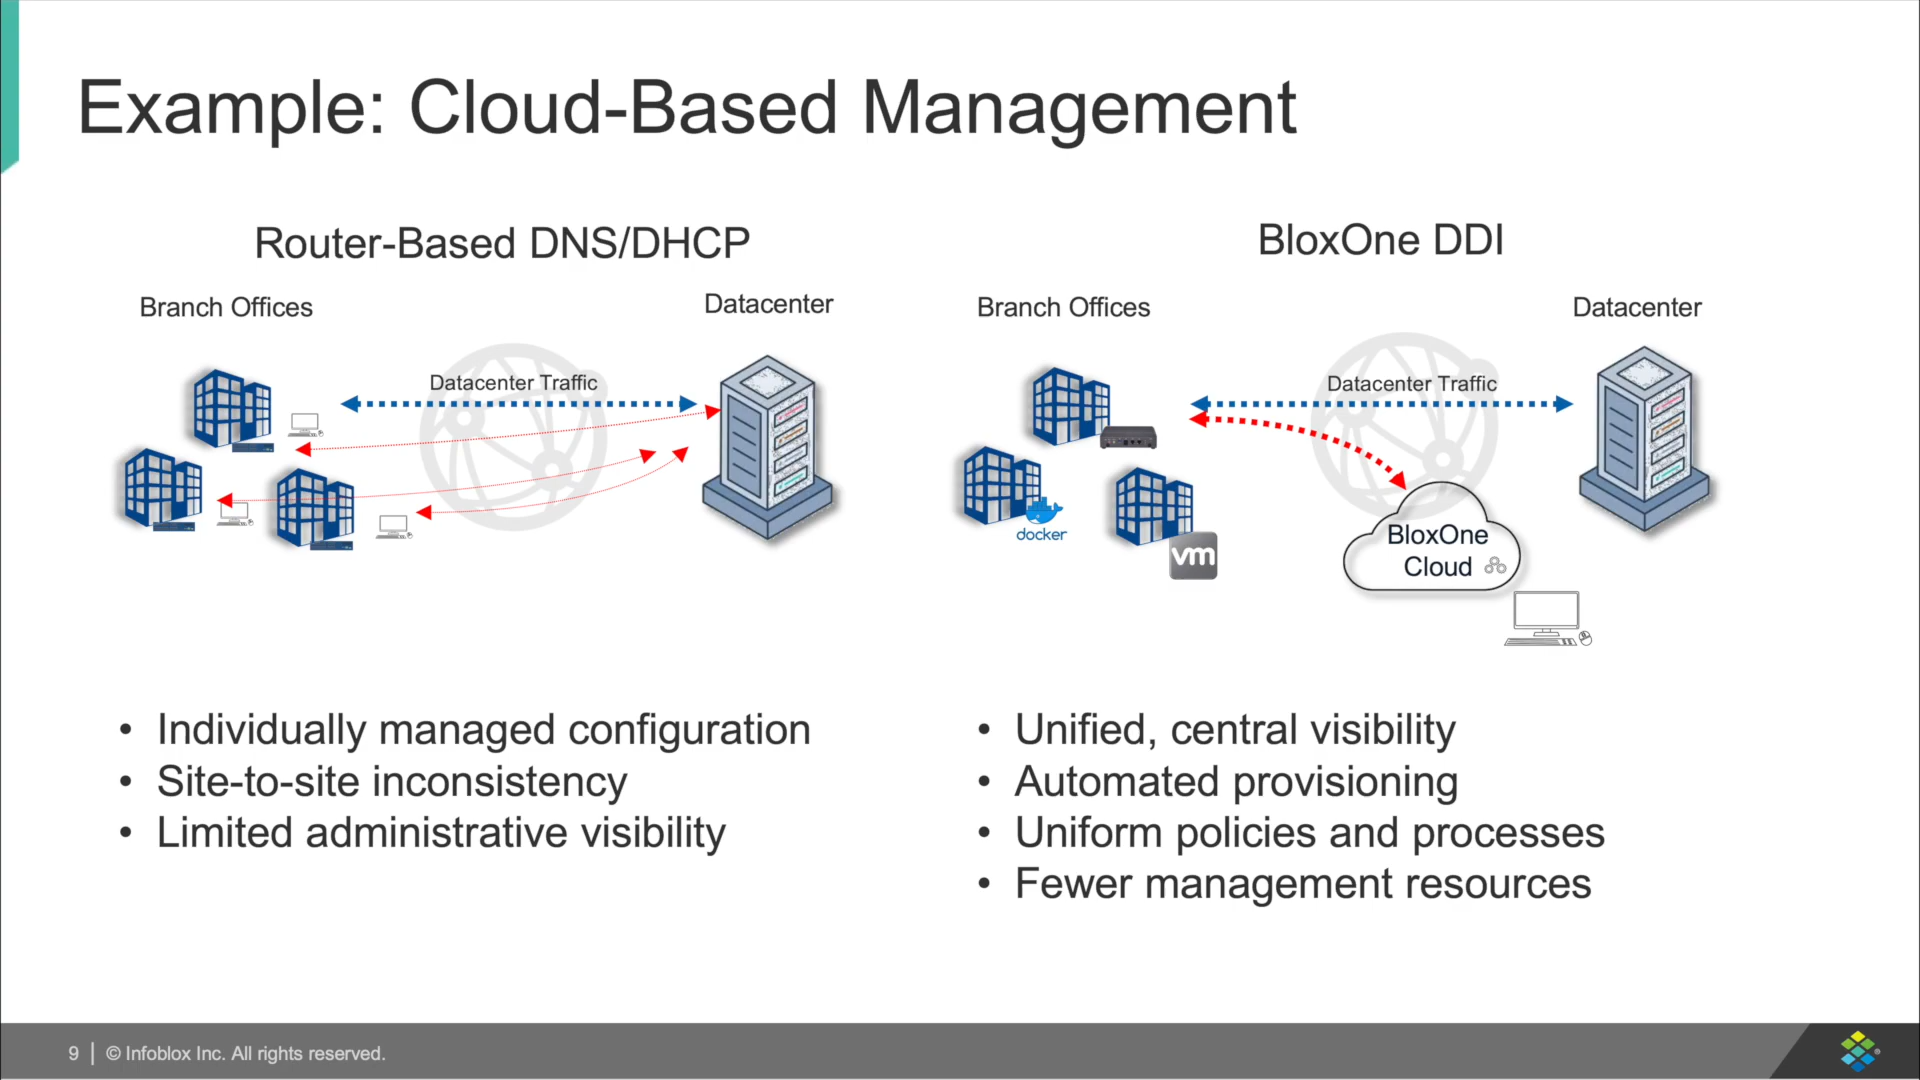 Example: Cloud-Based Management
Router-Based DNS/DHCP
Branch Offices
Datacenter
Datacenter Traffic
• Individually managed configuration
• Site-to-site inconsistency
• Limited administrative visibility
BloxOne DDI
Branch Offices
Datacenter
Datacenter Traffic
docker
vm
BloxOne
Cloud
• Unified, central visibility
• Automated provisioning
• Uniform policies and processes
• Fewer management resources
9 | © Infoblox Inc. All rights reserved.